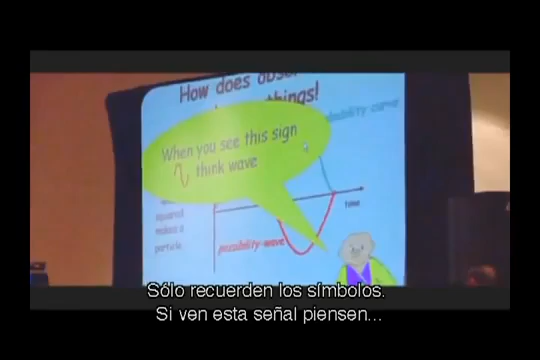 How does
things!
When you see this sign
think wave
time
squared
makes a
particle
possibility-wave
Sólo recuerden los símbolos.
Si ven esta señal piensen...